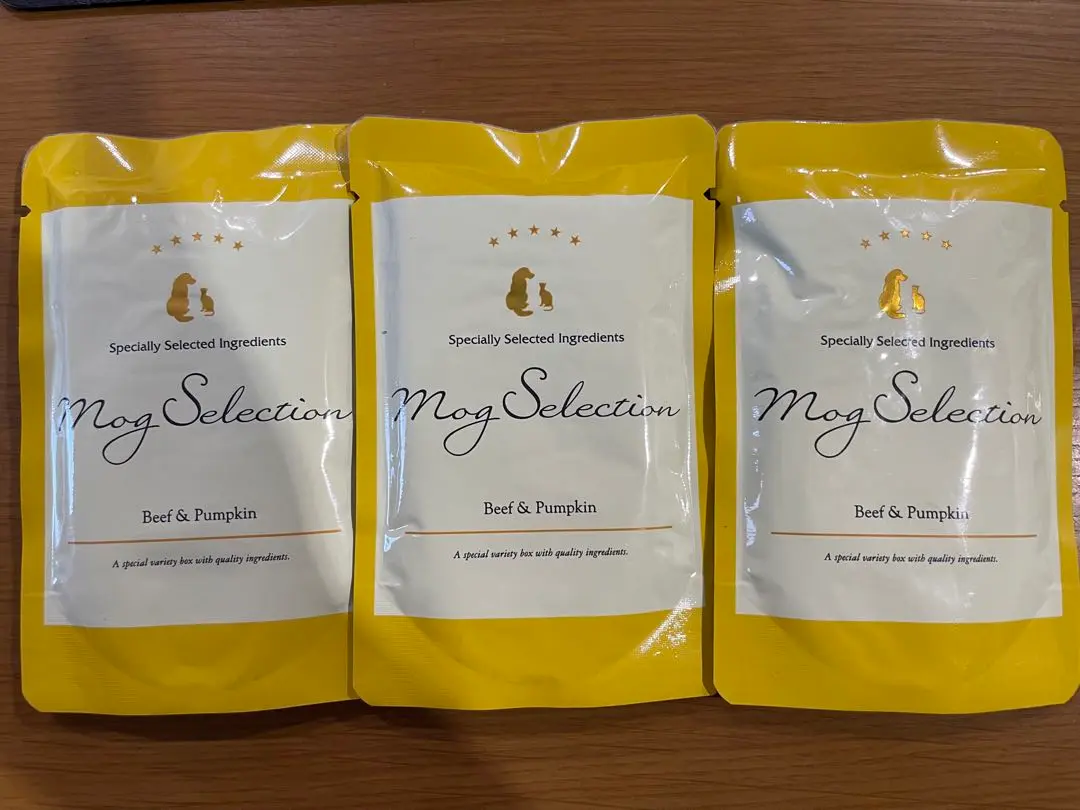 Specially Selected Ingredients
Mog Selection
Beef & Pumpkin
A special variety box with quality ingredients.
Specially Selected Ingredients
Mog Selection
Beef & Pumpkin
A special variety box with quality ingredients.
Specially Selected Ingredients
Mog Selection
Beef & Pumpkin
A special variety box with quality ingredients.